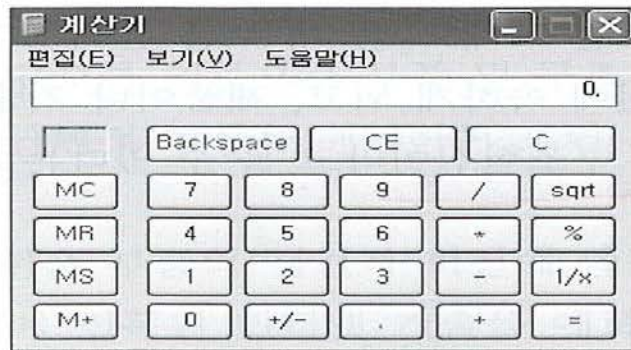 계산기
편집(E) 보기(V) 도움말(H)
0.
Backspace CE C
MC 7 8 9 / sqrt
MR 4 5 6 * %
MS 1 2 3 - 1/x
M+ 0 +/- . + =